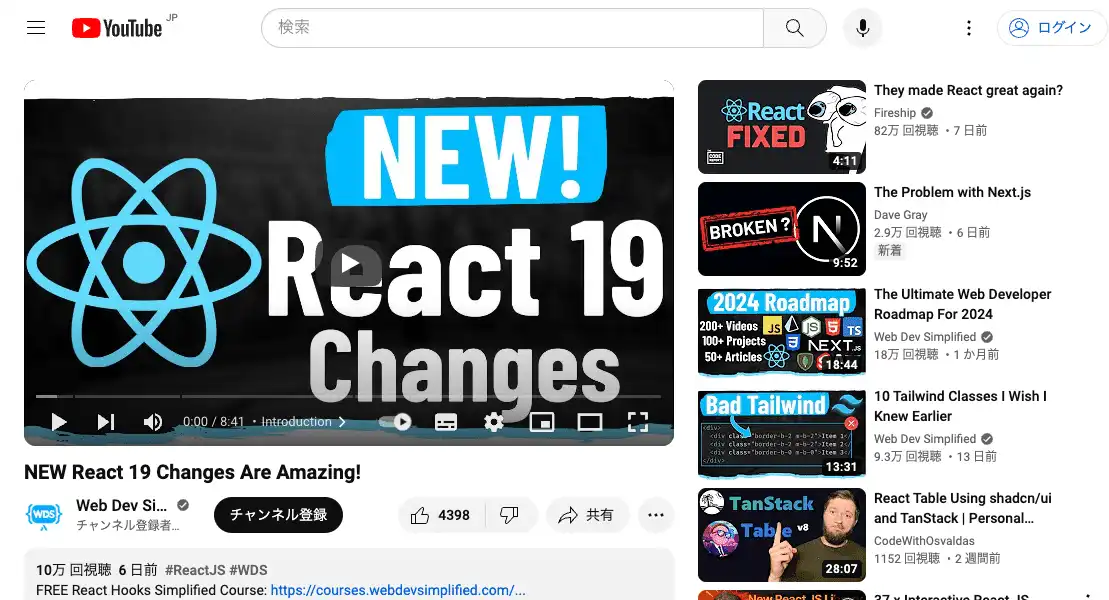 YouTube JP
検索
ログイン
NEW!
React 19
Changes
0:00 / 8:41 • Introduction
NEW React 19 Changes Are Amazing!
WDS
Web Dev Si...
チャンネル登録者...
チャンネル登録
4398
共有
10万 回視聴 6 日前 #ReactJS #WDS
FREE React Hooks Simplified Course: https://courses.webdevsimplified.com/...
React
FIXED
THE CODE REPORT
4:11
They made React great again?
Fireship
82万 回視聴 • 7 日前
BROKEN ?
N
9:52
The Problem with Next.js
Dave Gray
2.9万 回視聴 • 6 日前
新着
2024 Roadmap
200+ Videos
100+ Projects
50+ Articles
JS
JS
5
TS
3
NEXT.JS
18:44
The Ultimate Web Developer
Roadmap For 2024
Web Dev Simplified
18万 回視聴 • 1 か月前
Bad Tailwind
<div>
<div class="border-b-2 m-b-2">Item 1</
<div class="border-b-2 m-b-2">Item 2</
<div class="border-b-0 m-b-0">Item 3</
</div>
13:31
10 Tailwind Classes I Wish I
Knew Earlier
Web Dev Simplified
9.3万 回視聴 • 13 日前
TanStack
Table v8
28:07
React Table Using shadcn/ui
and TanStack | Personal...
CodeWithOsvaldas
1152 回視聴 • 2 週間前